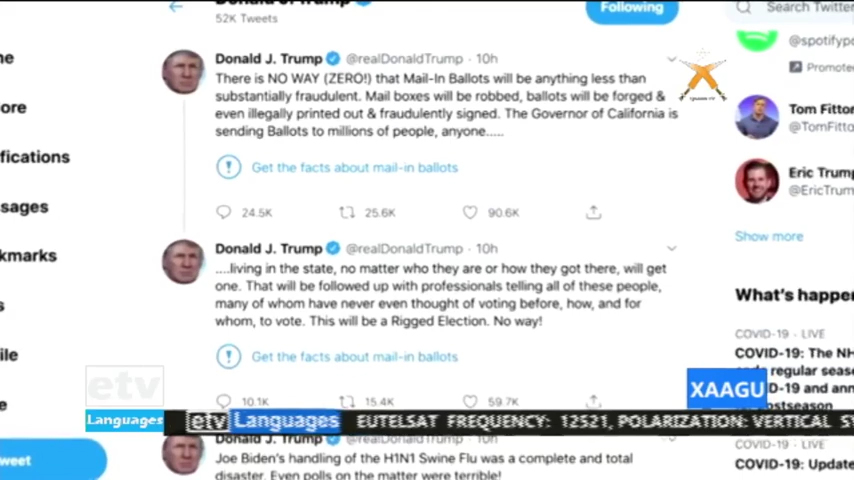 52K Tweets
Following
Search Twitter
Donald J. Trump @realDonaldTrump · 10h
There is NO WAY (ZERO!) that Mail-In Ballots will be anything less than
substantially fraudulent. Mail boxes will be robbed, ballots will be forged &
even illegally printed out & fraudulently signed. The Governor of California is
sending Ballots to millions of people, anyone.....
Get the facts about mail-in ballots
24.5K 25.6K 90.6K
Donald J. Trump @realDonaldTrump · 10h
....living in the state, no matter who they are or how they got there, will get
one. That will be followed up with professionals telling all of these people,
many of whom have never even thought of voting before, how, and for
whom, to vote. This will be a Rigged Election. No way!
Get the facts about mail-in ballots
10.1K 15.4K 59.7K
Donald J. Trump @realDonaldTrump · 10h
Joe Biden's handling of the H1N1 Swine Flu was a complete and total
disaster. Even polls on the matter were terrible!
@spotifyp
Promote
Tom Fitto
@TomFitto
Eric Trump
@EricTrum
Show more
What's happe
COVID-19 · LIVE
COVID-19: The NH
regular seas
D-19 and ann
postseason
COVID-19 · LIVE
COVID-19: Update
ore
fications
ssages
kmarks
ile
weet
etv
Languages
XAAGU
etv Languages EUTELSAT FREQUENCY: 12521, POLARIZATION: VERTICAL SY